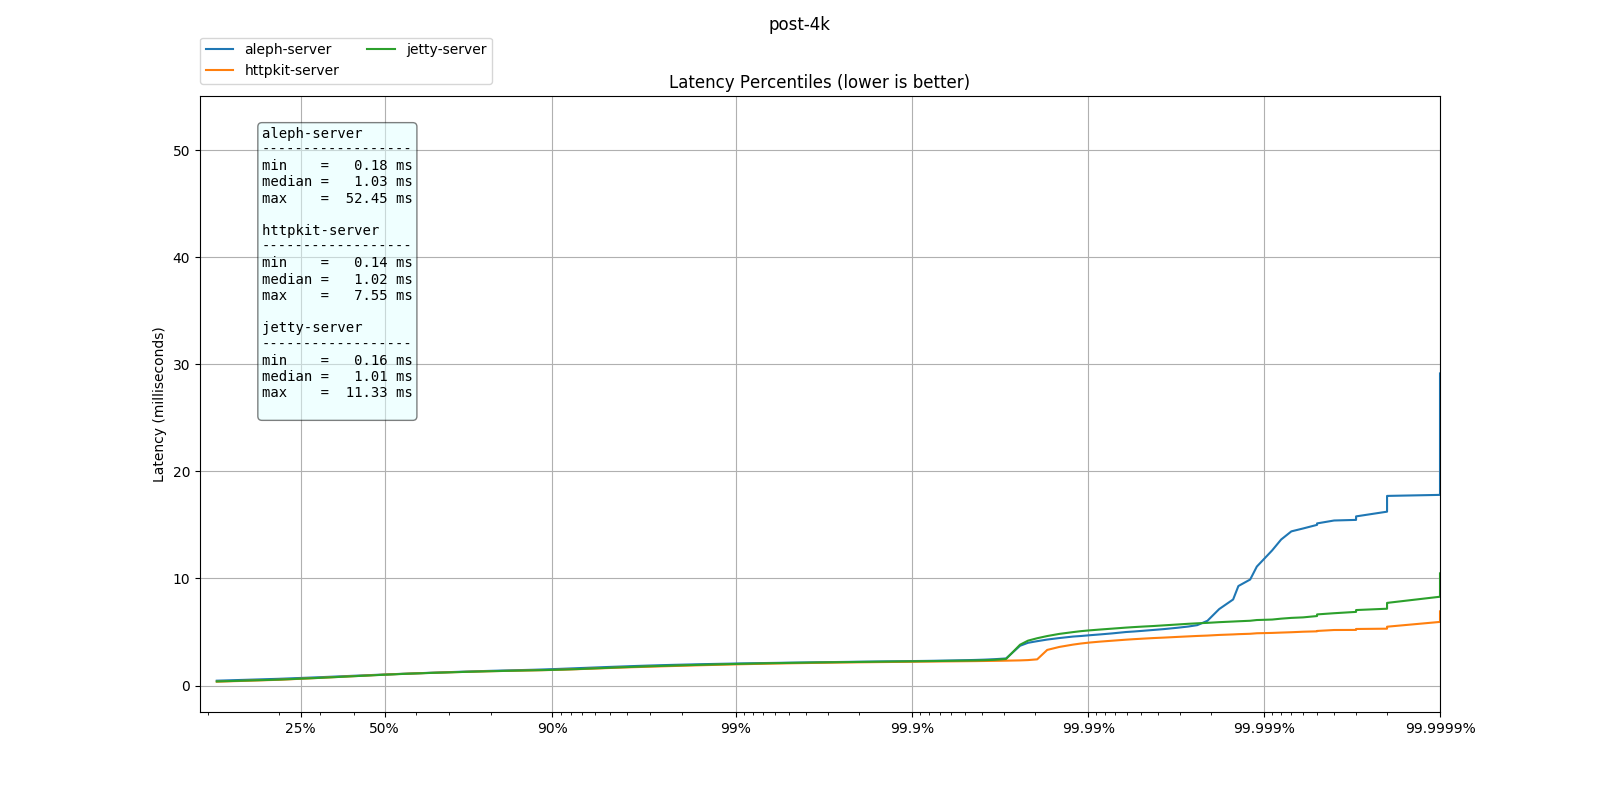 post-4k
aleph-server
jetty-server
httpkit-server
Latency Percentiles (lower is better)
aleph-server
------------------
min    =   0.18 ms
median =   1.03 ms
max    =  52.45 ms
httpkit-server
------------------
min    =   0.14 ms
median =   1.02 ms
max    =   7.55 ms
jetty-server
------------------
min    =   0.16 ms
median =   1.01 ms
max    =  11.33 ms
Latency (milliseconds)
50
40
30
20
10
0
25%
50%
90%
99%
99.9%
99.99%
99.999%
99.9999%